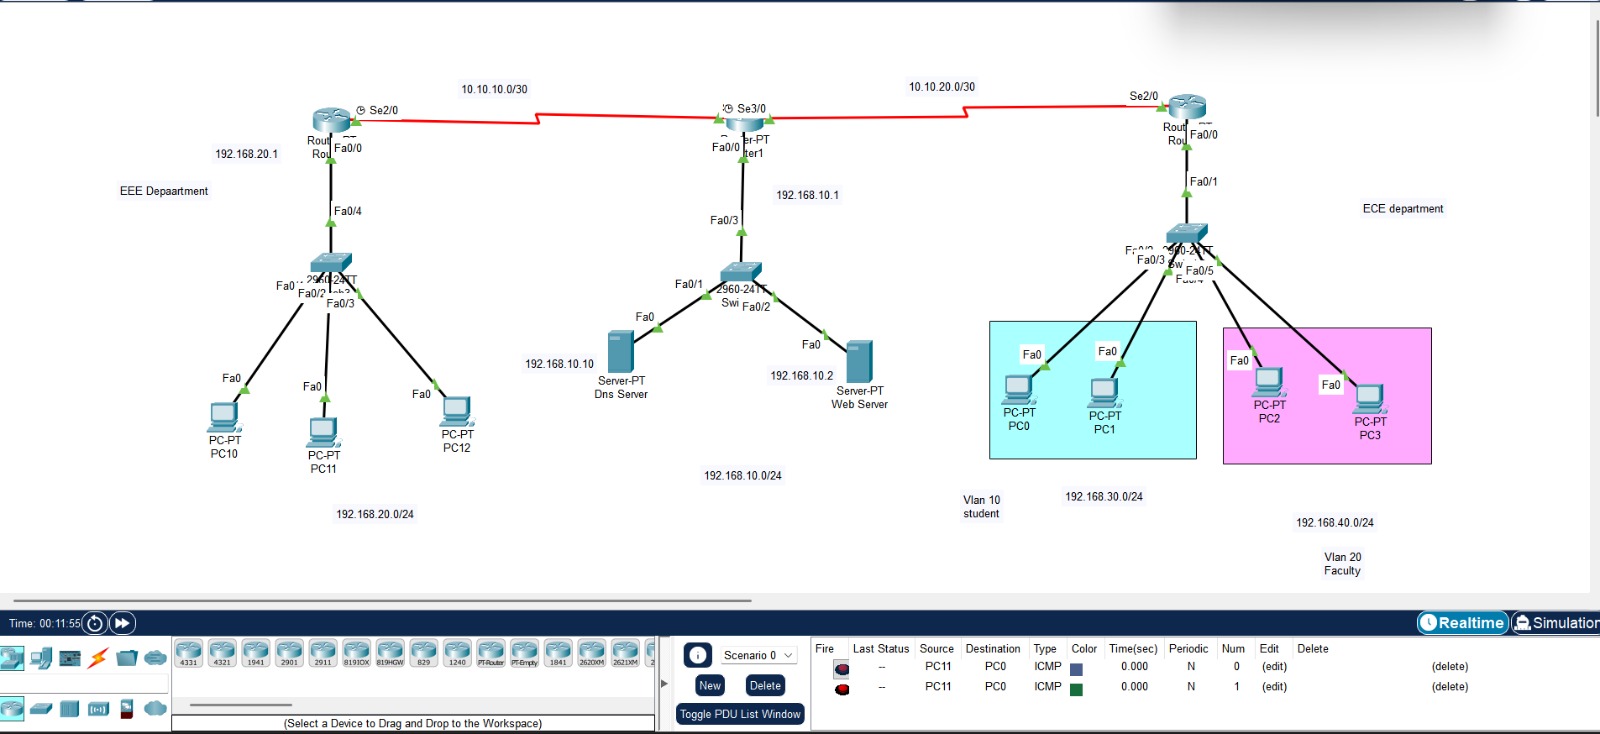 10.10.10.0/30
10.10.20.0/30
Se2/0
Se3/0
Se2/0
Fa0/0
192.168.20.1
Fa0/0
Fa0/0
EEE Depaartment
Fa0/4
192.168.10.1
Fa0/3
Fa0/1
ECE department
2960-24TT
Fa0/2
Fa0/3
Fa0/1
2960-24TT
Fa0/2
Fa0/3
Fa0/5
Fa0
Fa0
Fa0
192.168.10.10
Server-PT
Dns Server
Fa0
Fa0
192.168.10.2
Server-PT
Web Server
Fa0
Fa0
Fa0
Fa0
PC-PT
PC10
PC-PT
PC11
PC-PT
PC12
PC-PT
PC0
PC-PT
PC1
PC-PT
PC2
PC-PT
PC3
192.168.20.0/24
192.168.10.0/24
Vlan 10
student
192.168.30.0/24
192.168.40.0/24
Vlan 20
Faculty
Time: 00:11:55
Realtime
Simulation
4331 4321 1941 2901 2911 819IOX 819HGW 829 1240 PT-Router PT-Empty 1841 2620XM 2621XM
(Select a Device to Drag and Drop to the Workspace)
Scenario 0
New Delete
Toggle PDU List Window
Fire Last Status Source Destination Type Color Time(sec) Periodic Num Edit Delete
-- PC11 PC0 ICMP 0.000 N 0 (edit) (delete)
-- PC11 PC0 ICMP 0.000 N 1 (edit) (delete)